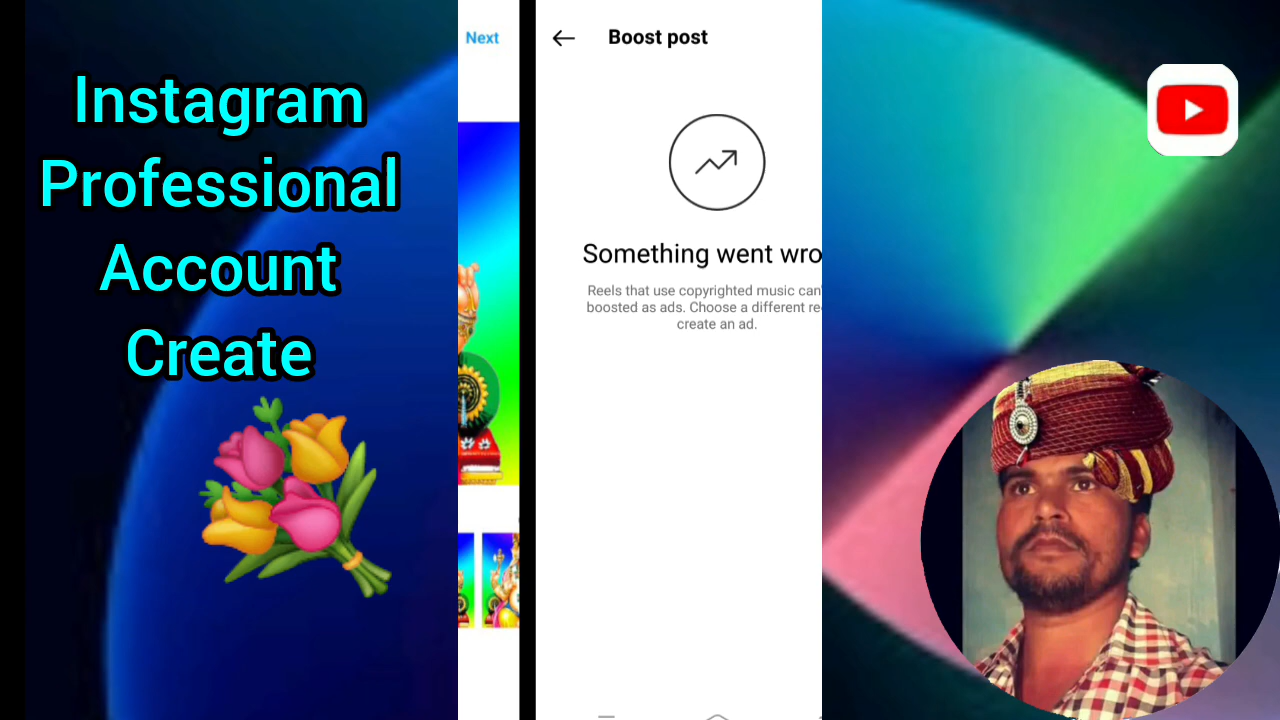 Instagram
Professional
Account
Create
Next
Boost post
Something went wro
Reels that use copyrighted music can'
boosted as ads. Choose a different re
create an ad.